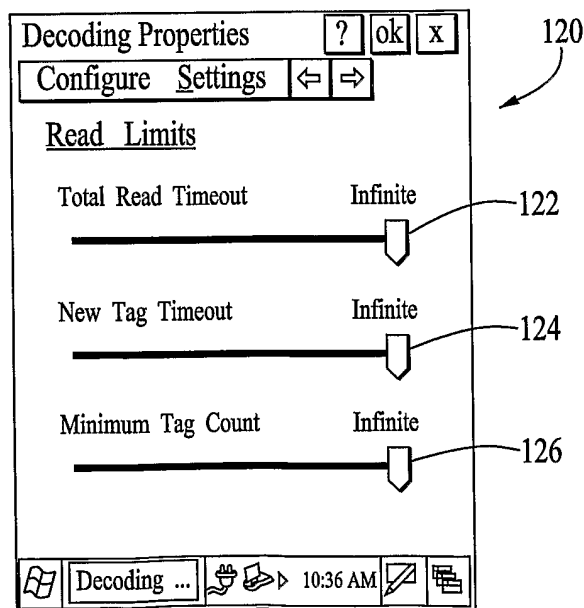 Decoding Properties ? ok x
120
Configure Settings
Read Limits
Total Read Timeout Infinite
122
New Tag Timeout Infinite
124
Minimum Tag Count Infinite
126
Decoding ... 10:36 AM